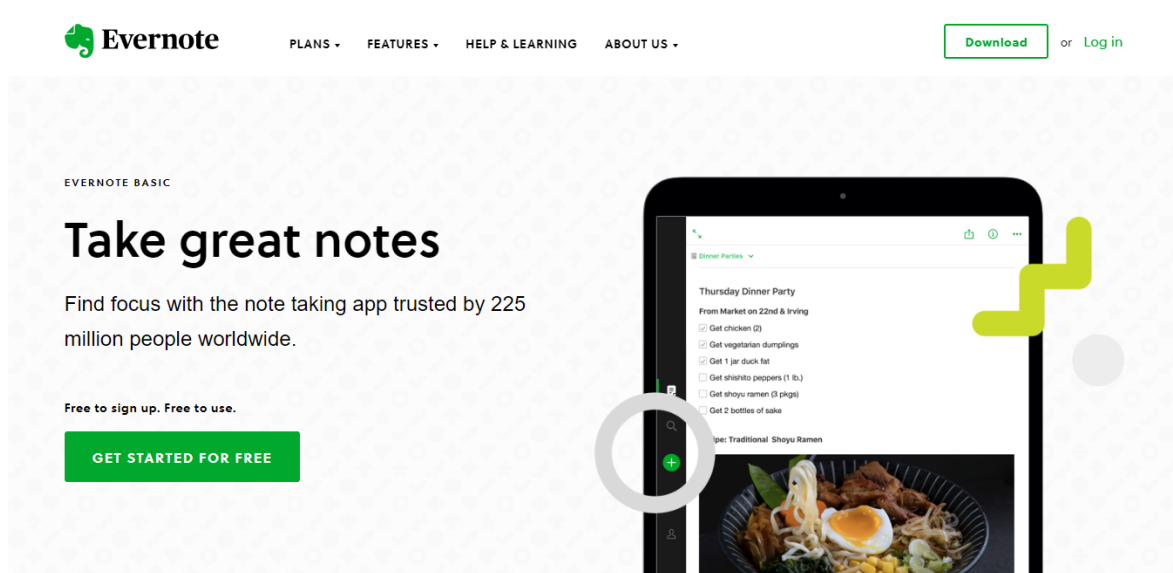 Evernote
PLANS
FEATURES
HELP & LEARNING
ABOUT US
Download
or
Log in
EVERNOTE BASIC
Take great notes
Find focus with the note taking app trusted by 225
million people worldwide.
Free to sign up. Free to use.
GET STARTED FOR FREE
Dinner Parties
Thursday Dinner Party
From Market on 22nd & Irving
Get chicken (2)
Get vegetarian dumplings
Get 1 jar duck fat
Get shishito peppers (1 lb.)
Get shoyu ramen (3 pkgs)
Get 2 bottles of sake
ipe: Traditional Shoyu Ramen